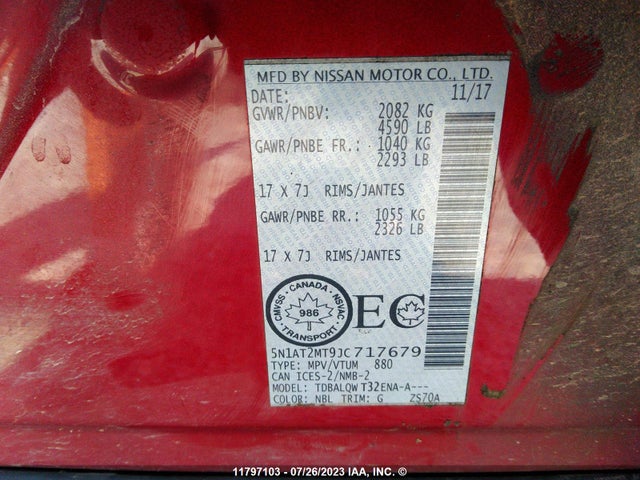 MFD BY NISSAN MOTOR CO., LTD.
DATE: 11/17
GVWR/PNBV: 2082 KG
4590 LB
GAWR/PNBE FR.: 1040 KG
2293 LB
17 X 7J RIMS/JANTES
GAWR/PNBE RR.: 1055 KG
2326 LB
17 X 7J RIMS/JANTES
CMVSS · CANADA · NSVAC
986
TRANSPORT
EC
5N1AT2MT9JC717679
TYPE: MPV/VTUM 880
CAN ICES-2/NMB-2
MODEL: TDBALQW T32ENA-A---
COLOR: NBL TRIM: G ZS70A
11797103 - 07/26/2023 IAA, INC. ©